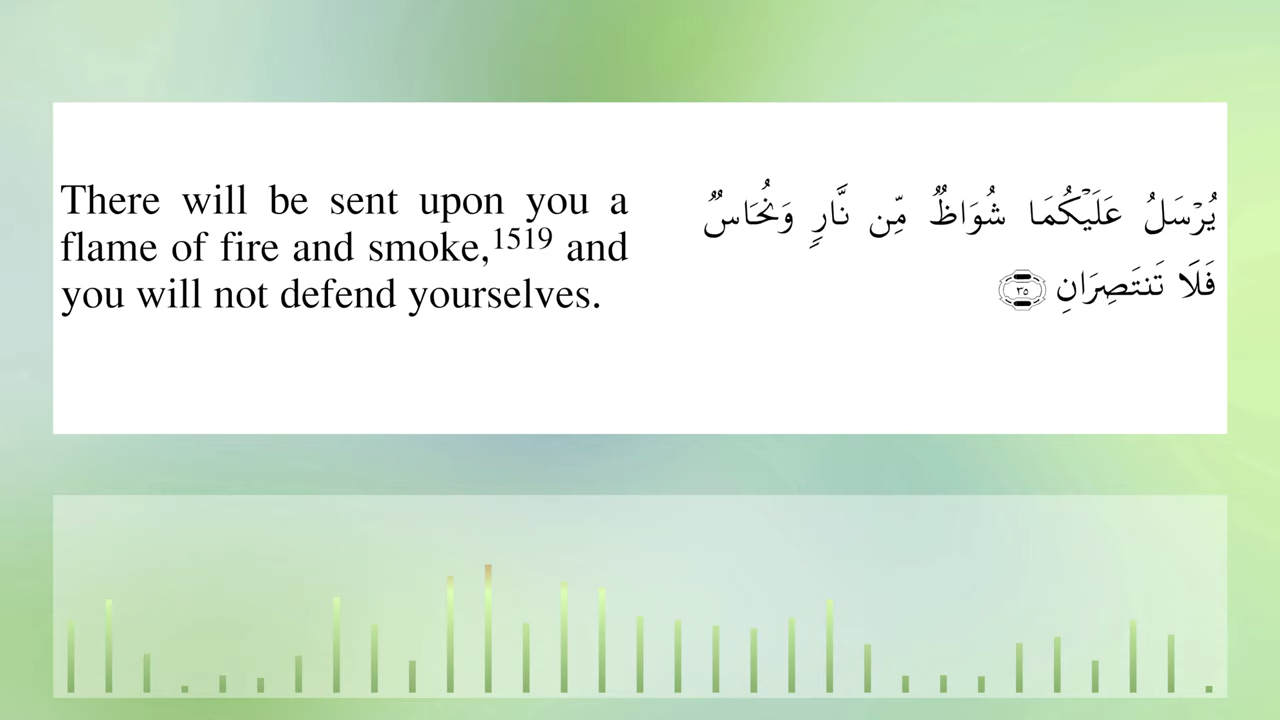 There will be sent upon you a
flame of fire and smoke,1519 and
you will not defend yourselves.
يُرۡسَلُ عَلَيۡكُمَا شُوَاظٌ مِّن نَّارٖ وَنُحَاسٌ
فَلَا تَنتَصِرَانِ ٣٥